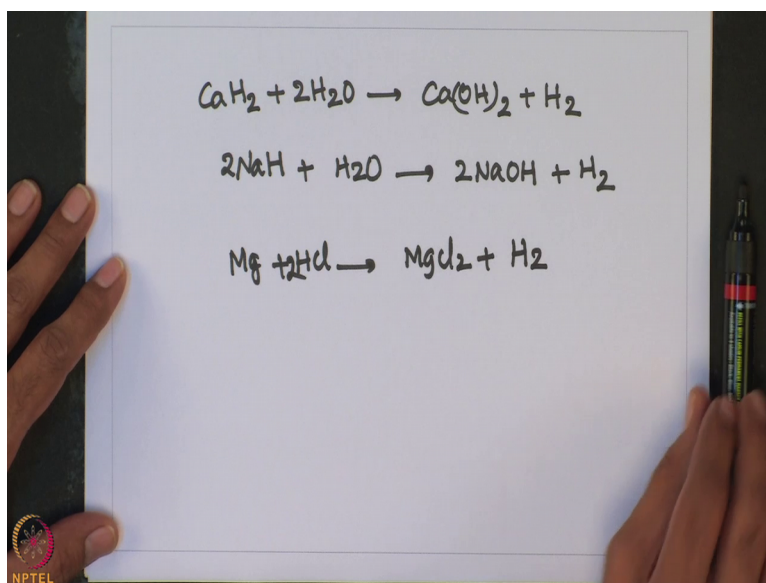 CaH₂ + 2H₂O → Ca(OH)₂ + H₂
2NaH + H₂O → 2NaOH + H₂
Mg + 2HCl → MgCl₂ + H₂
NPTEL